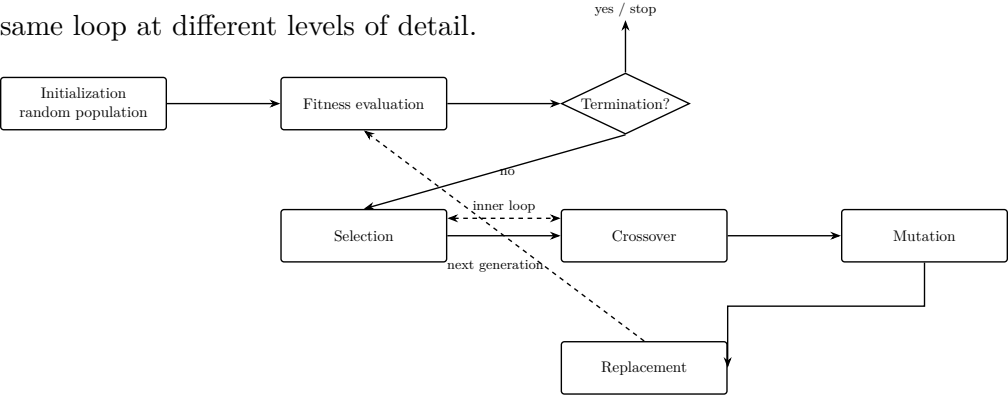 yes / stop
same loop at different levels of detail.
Initialization
random population
Fitness evaluation
Termination?
no
inner loop
Selection
Crossover
Mutation
next generation
Replacement